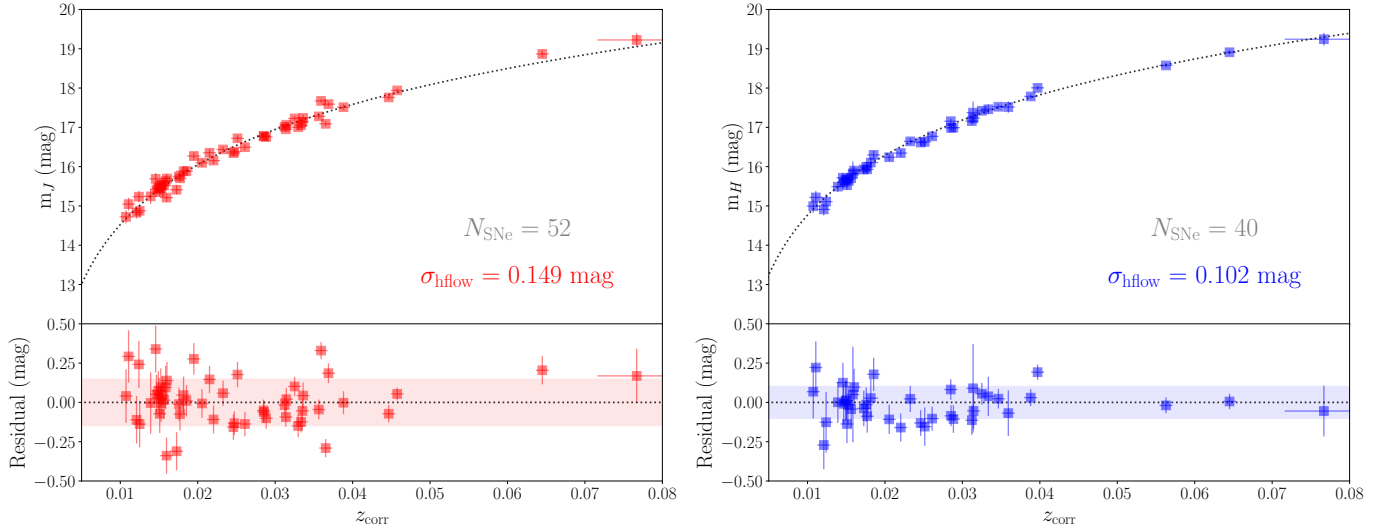 20
19
18
17
16
15
14
13
m_J (mag)
N_SNe = 52
σ_hflow = 0.149 mag
0.50
0.25
0.00
−0.25
−0.50
Residual (mag)
0.01 0.02 0.03 0.04 0.05 0.06 0.07 0.08
z_corr
20
19
18
17
16
15
14
13
m_H (mag)
N_SNe = 40
σ_hflow = 0.102 mag
0.50
0.25
0.00
−0.25
−0.50
Residual (mag)
0.01 0.02 0.03 0.04 0.05 0.06 0.07 0.08
z_corr